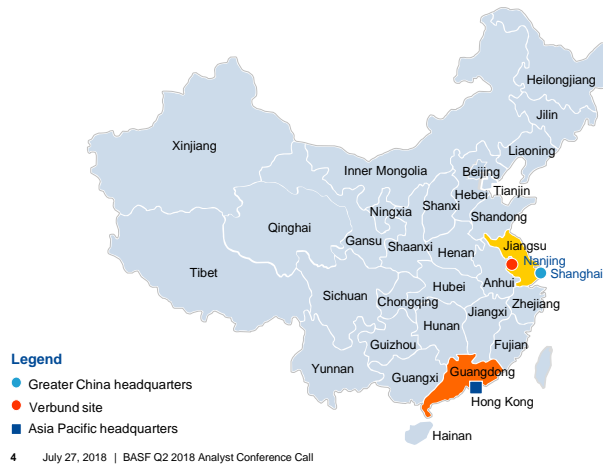 Heilongjiang
Jilin
Xinjiang
Liaoning
Inner Mongolia
Beijing
Hebei
Tianjin
Ningxia
Shanxi
Shandong
Qinghai
Gansu
Shaanxi
Henan
Jiangsu
Nanjing
Shanghai
Tibet
Anhui
Hubei
Sichuan
Chongqing
Zhejiang
Jiangxi
Hunan
Guizhou
Fujian
Legend
Yunnan
Guangxi
Guangdong
Greater China headquarters
Hong Kong
Verbund site
Asia Pacific headquarters
Hainan
4 July 27, 2018 | BASF Q2 2018 Analyst Conference Call